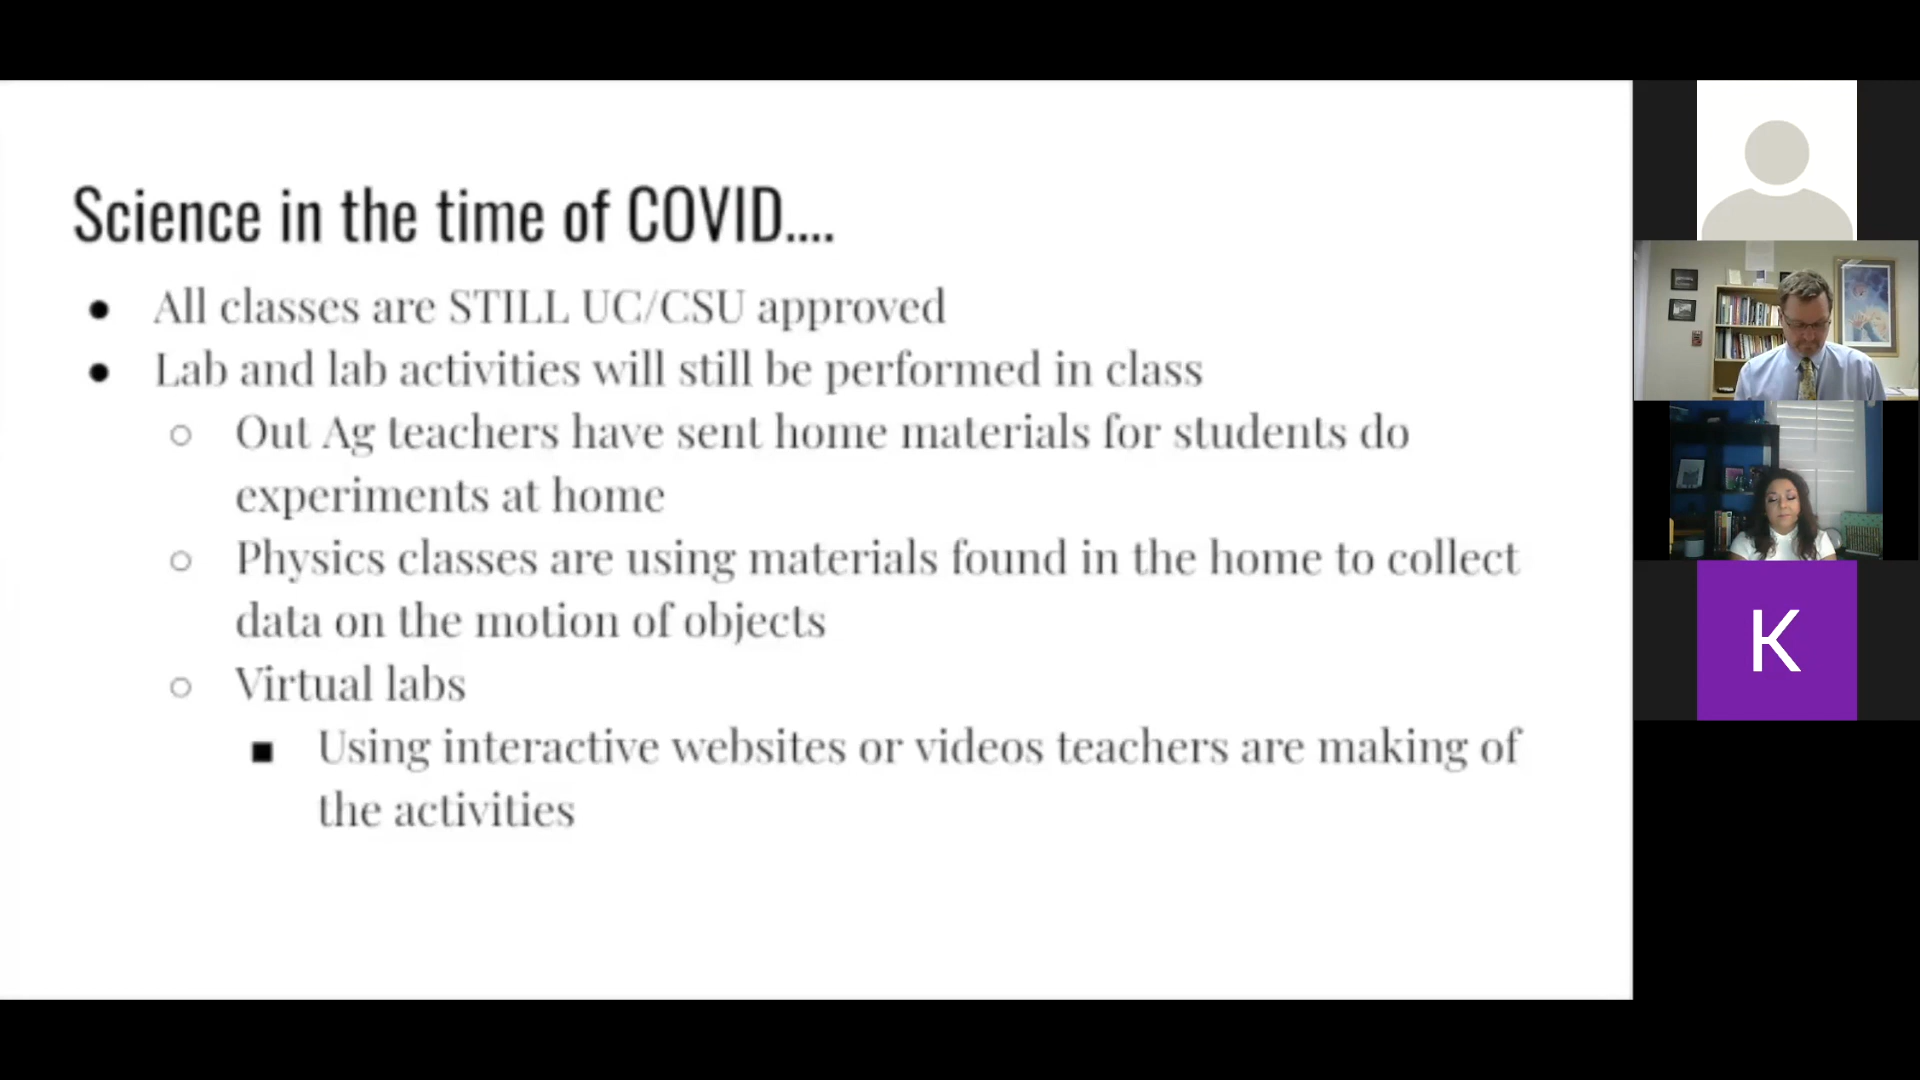 Science in the time of COVID....
● All classes are STILL UC/CSU approved
● Lab and lab activities will still be performed in class
○ Out Ag teachers have sent home materials for students do
experiments at home
○ Physics classes are using materials found in the home to collect
data on the motion of objects
○ Virtual labs
■ Using interactive websites or videos teachers are making of
the activities
K